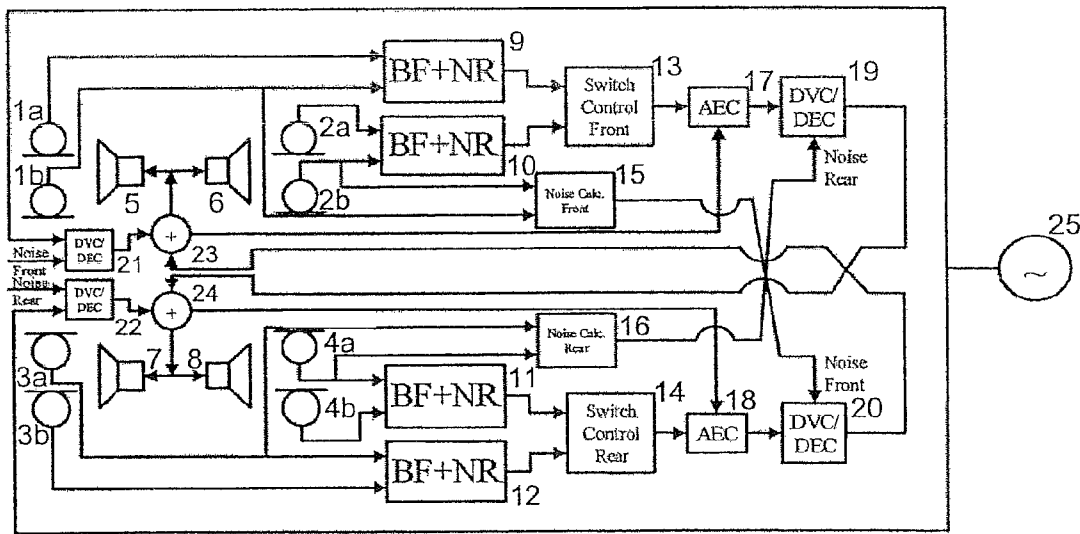 9
BF+NR
13
Switch
Control
Front
17
AEC
19
DVC/
DEC
1a
2a
BF+NR
10
1b
5
6
2b
15
Noise Calc.
Front
Noise
Rear
25
~
DVC/
DEC
21
+
23
Noise
Front
Noise
Rear
DVC/
DEC
22
24
+
16
Noise Calc.
Rear
4a
7
8
3a
11
BF+NR
4b
14
Switch
Control
Rear
18
AEC
Noise
Front
20
DVC/
DEC
3b
BF+NR
12